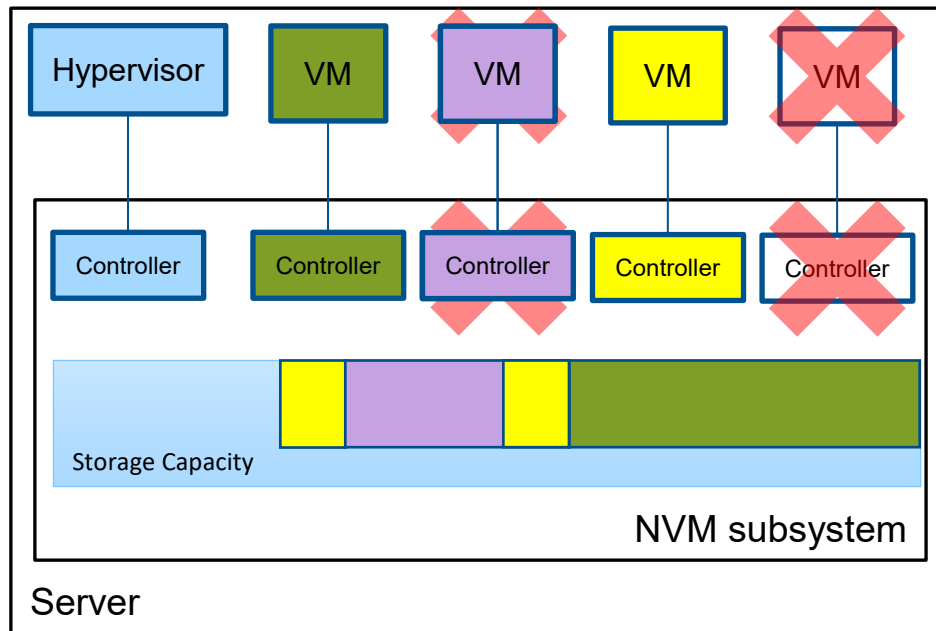 Hypervisor
VM
VM
VM
VM
Controller
Controller
Controller
Controller
Controller
Storage Capacity
NVM subsystem
Server